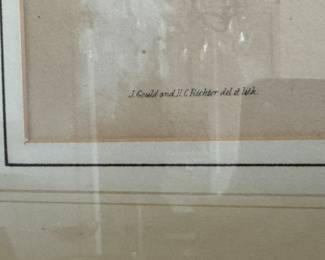 J. Gould and H. C. Richter del et lith.